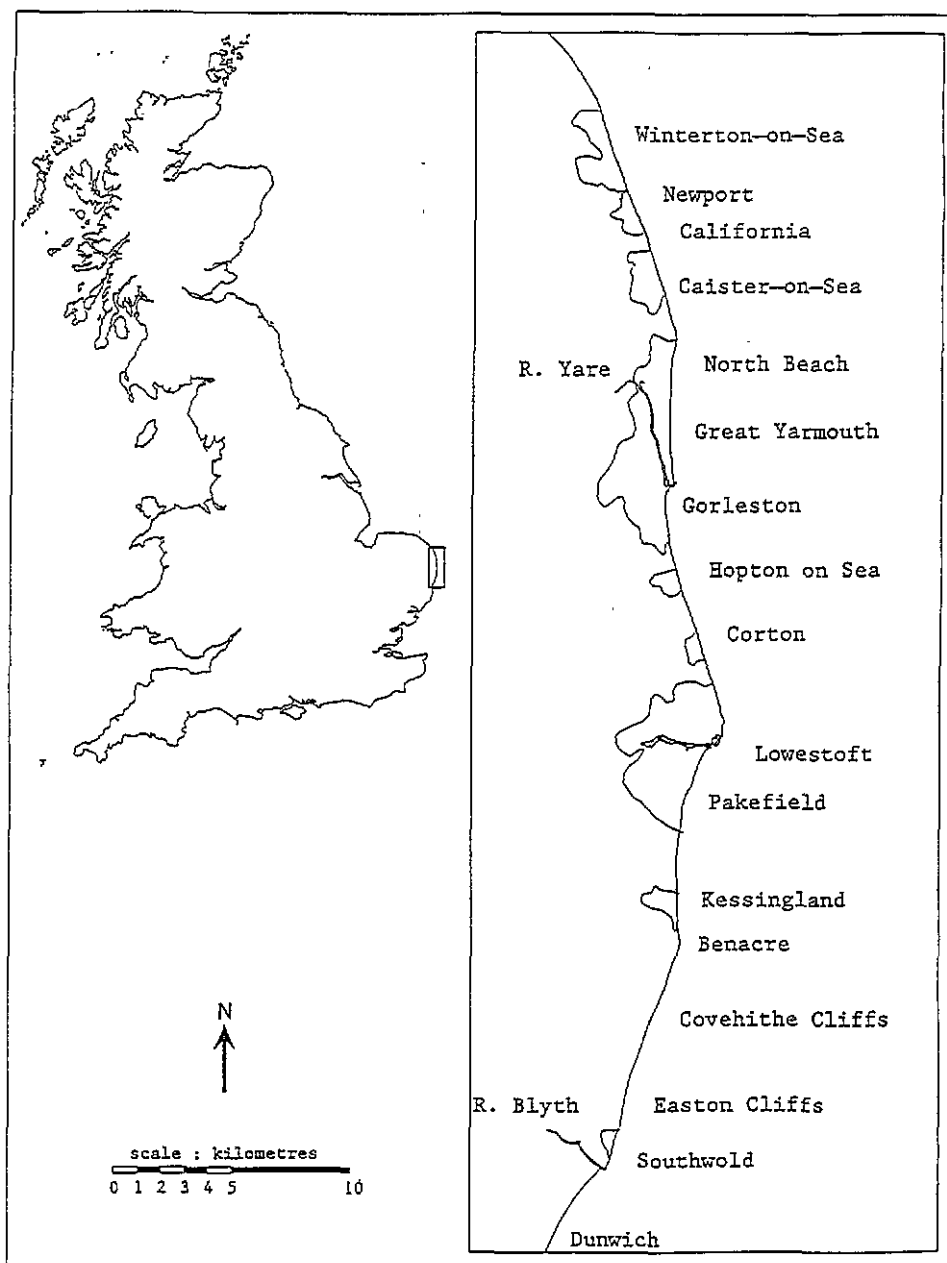 Winterton-on-Sea
Newport
California
Caister-on-Sea
North Beach
R. Yare
Great Yarmouth
Gorleston
Hopton on Sea
Corton
Lowestoft
Pakefield
Kessingland
Benacre
Covehithe Cliffs
R. Blyth
Easton Cliffs
Southwold
Dunwich
N
scale : kilometres
0 1 2 3 4 5 10